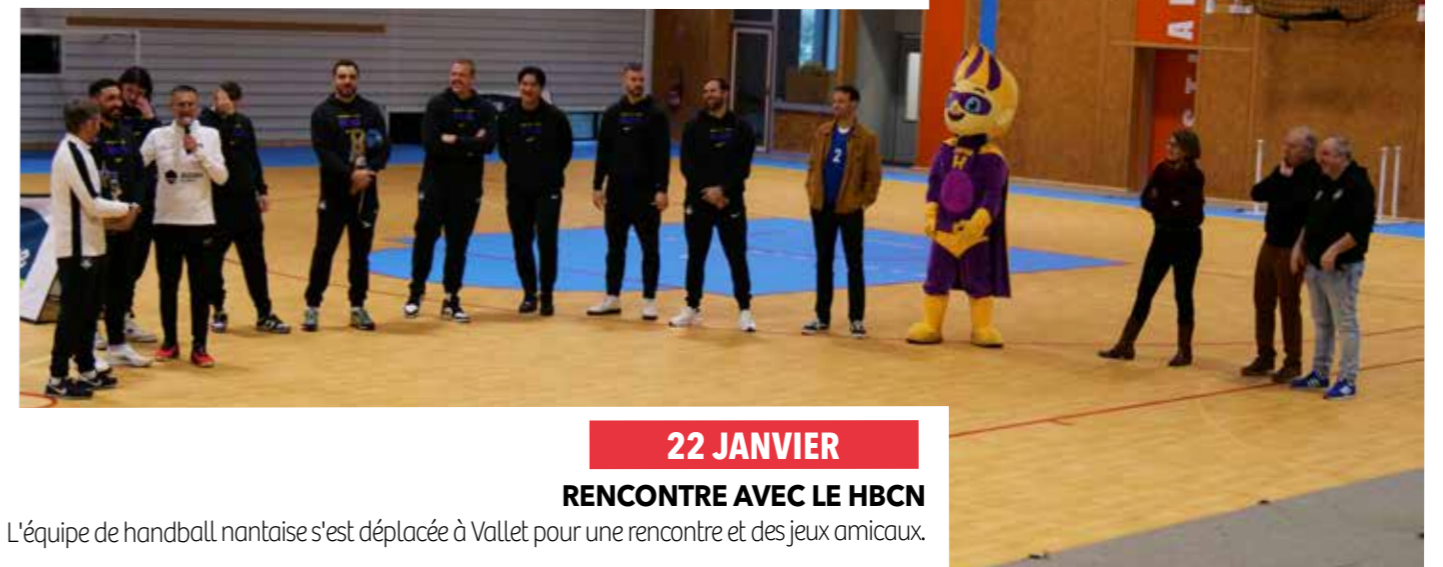 22 JANVIER
RENCONTRE AVEC LE HBCN
L'équipe de handball nantaise s'est déplacée à Vallet pour une rencontre et des jeux amicaux.
2
H